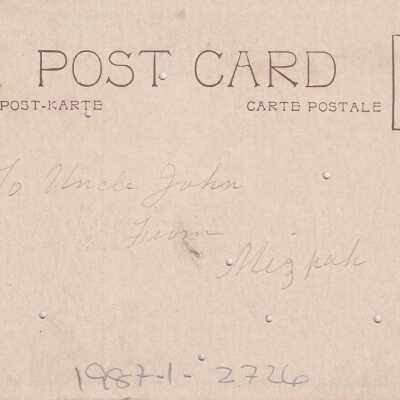 POST CARD
POST-KARTE CARTE POSTALE
To Uncle John
From
Mizpah
1987-1-2726